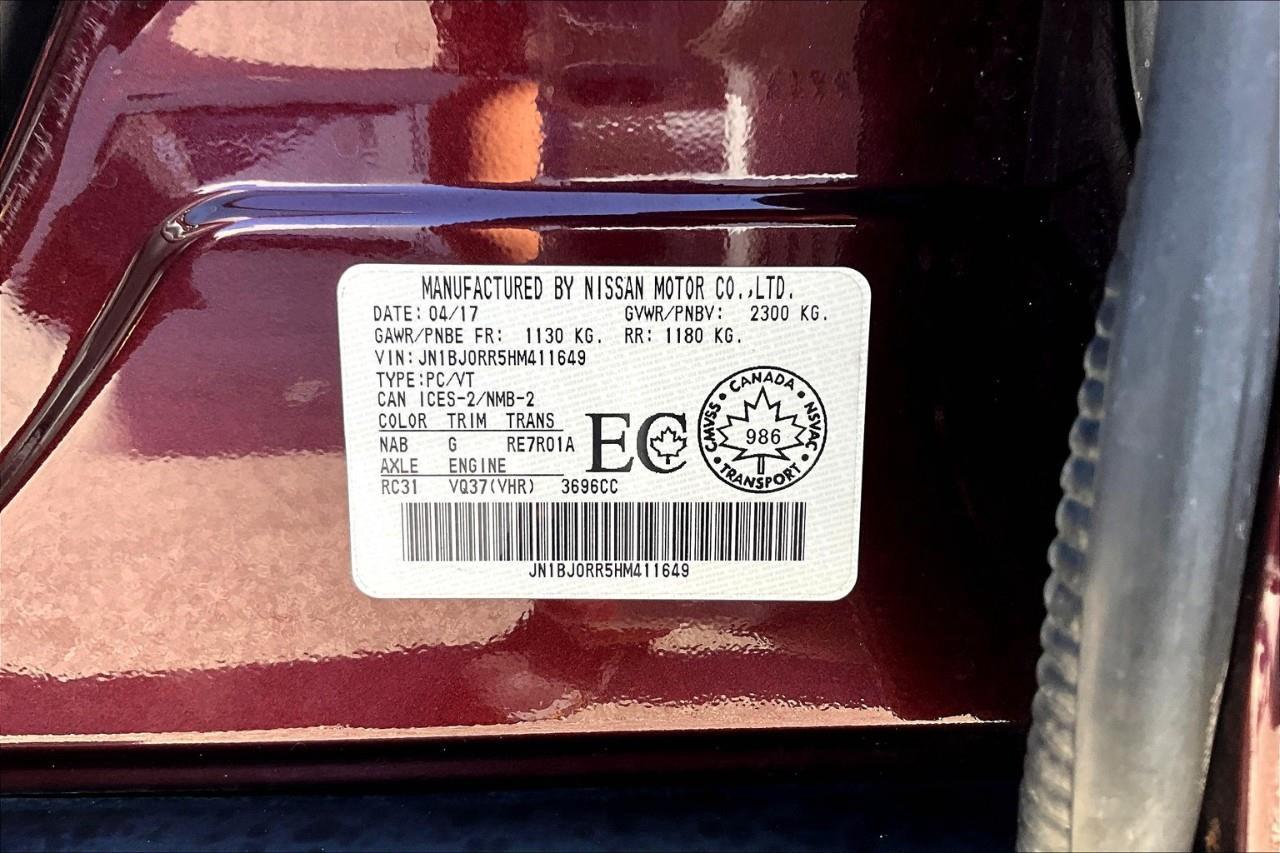 MANUFACTURED BY NISSAN MOTOR CO.,LTD.
DATE: 04/17 GVWR/PNBV: 2300 KG.
GAWR/PNBE FR: 1130 KG. RR: 1180 KG.
VIN: JN1BJ0RR5HM411649
TYPE:PC/VT
CAN ICES-2/NMB-2
COLOR TRIM TRANS
NAB G RE7R01A
AXLE ENGINE
RC31 VQ37(VHR) 3696CC
EC
CANADA
CMVSS • NSVAC
986
TRANSPORT
JN1BJ0RR5HM411649